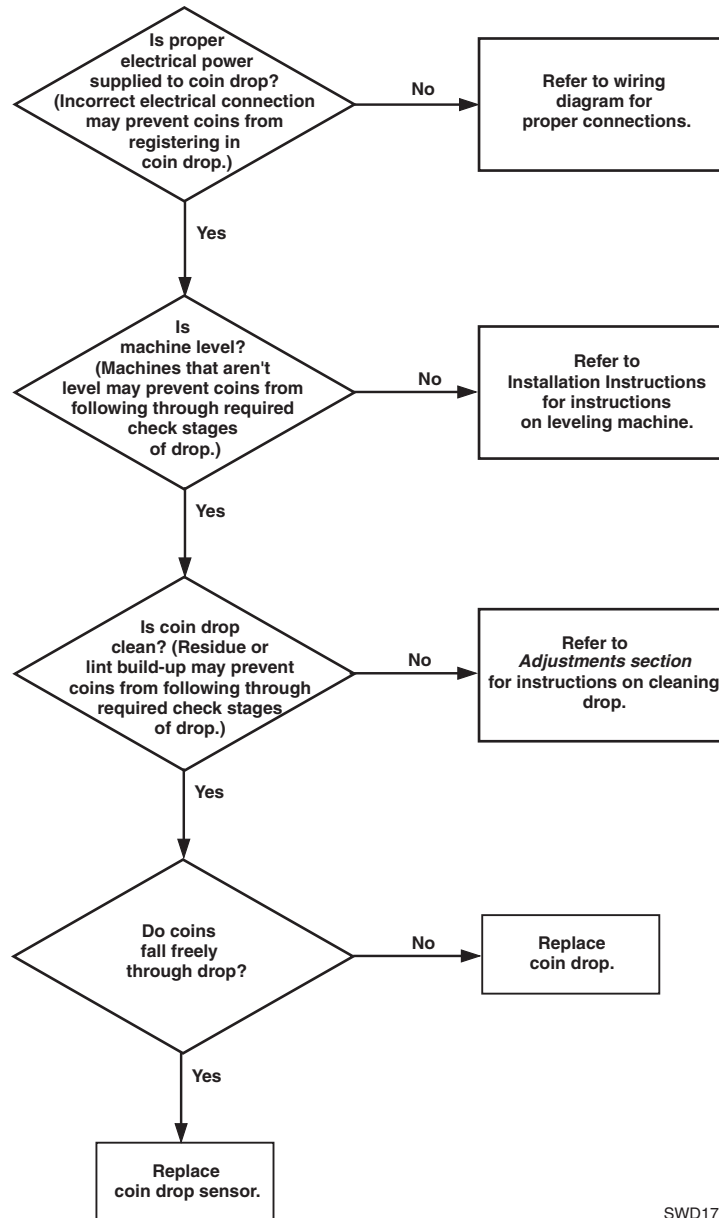 Is proper
electrical power
supplied to coin drop?
(Incorrect electrical connection
may prevent coins from
registering in
coin drop.)
No
Refer to wiring
diagram for
proper connections.
Yes
Is
machine level?
(Machines that aren't
level may prevent coins from
following through required
check stages
of drop.)
No
Refer to
Installation Instructions
for instructions
on leveling machine.
Yes
Is coin drop
clean? (Residue or
lint build-up may prevent
coins from following through
required check stages
of drop.)
No
Refer to
Adjustments section
for instructions on cleaning
drop.
Yes
Do coins
fall freely
through drop?
No
Replace
coin drop.
Yes
Replace
coin drop sensor.
SWD17